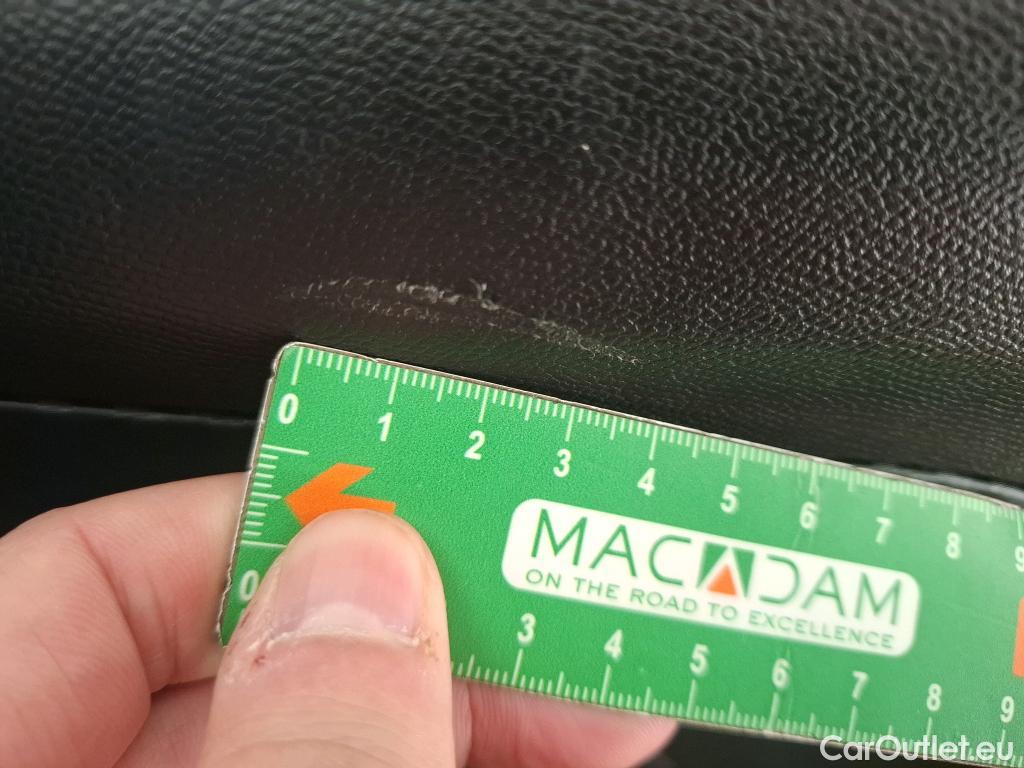 0 1 2 3 4 5 6 7 8 9
MACADAM
ON THE ROAD TO EXCELLENCE
0 3 4 5 6 7 8 9
CarOutlet.eu